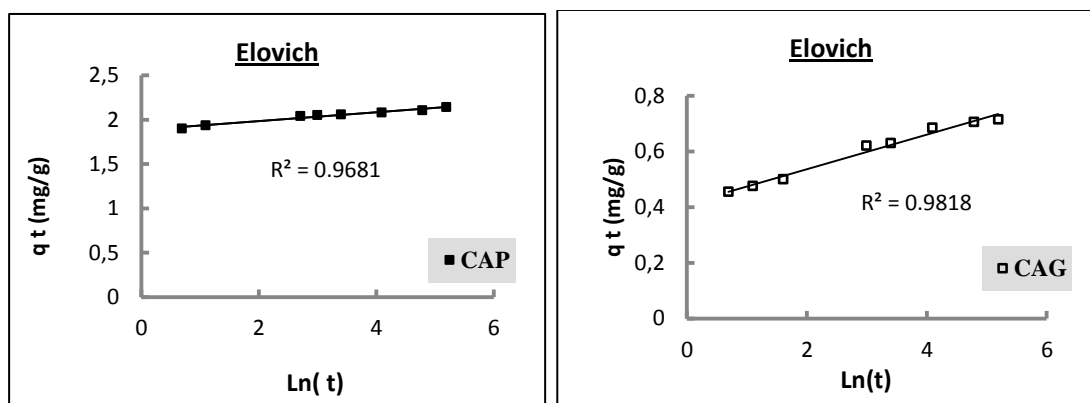 Elovich
2,5
2
1,5
1
0,5
0
0 2 4 6
q t (mg/g)
Ln( t)
R² = 0.9681
CAP
Elovich
0,8
0,6
0,4
0,2
0
0 2 4 6
q t (mg/g)
Ln(t)
R² = 0.9818
CAG